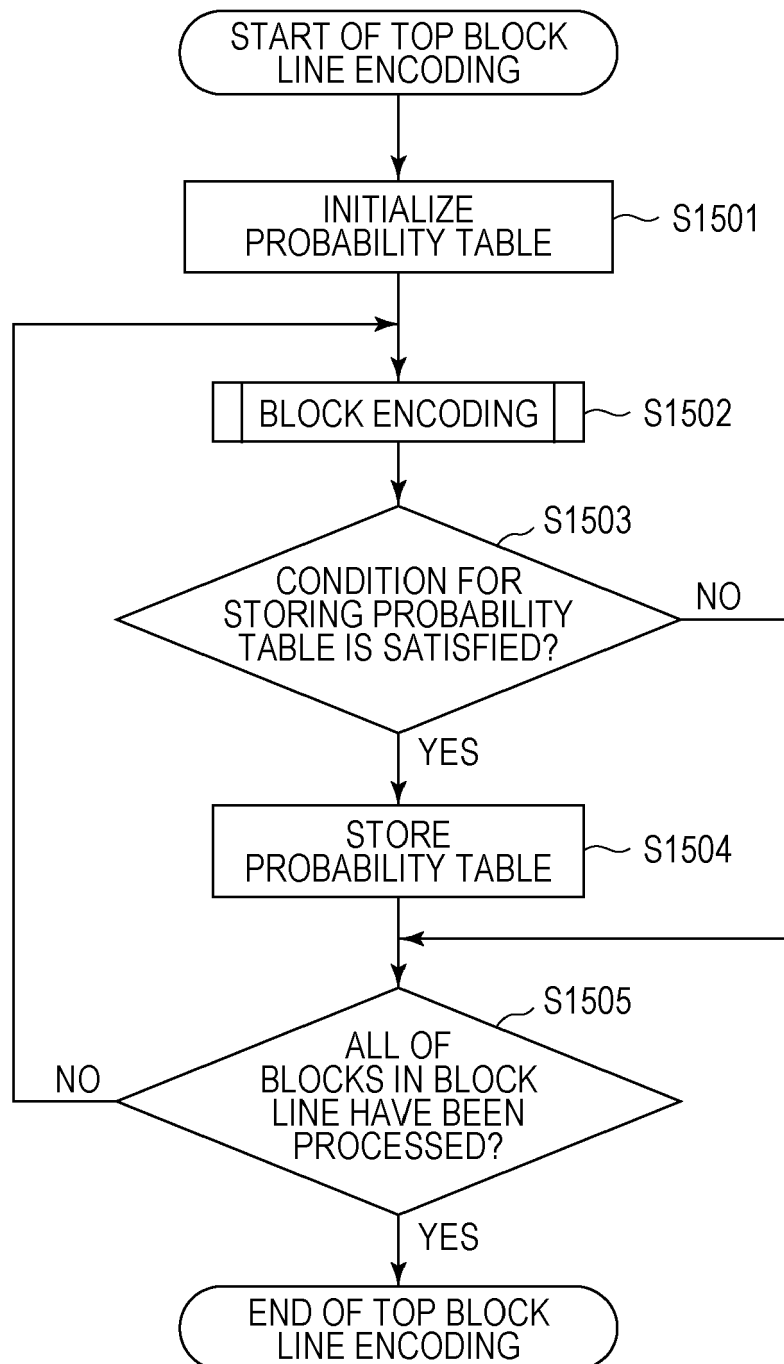 START OF TOP BLOCK
LINE ENCODING
INITIALIZE
PROBABILITY TABLE
S1501
BLOCK ENCODING
S1502
S1503
CONDITION FOR
STORING PROBABILITY
TABLE IS SATISFIED?
NO
YES
STORE
PROBABILITY TABLE
S1504
S1505
ALL OF
BLOCKS IN BLOCK
LINE HAVE BEEN
PROCESSED?
NO
YES
END OF TOP BLOCK
LINE ENCODING